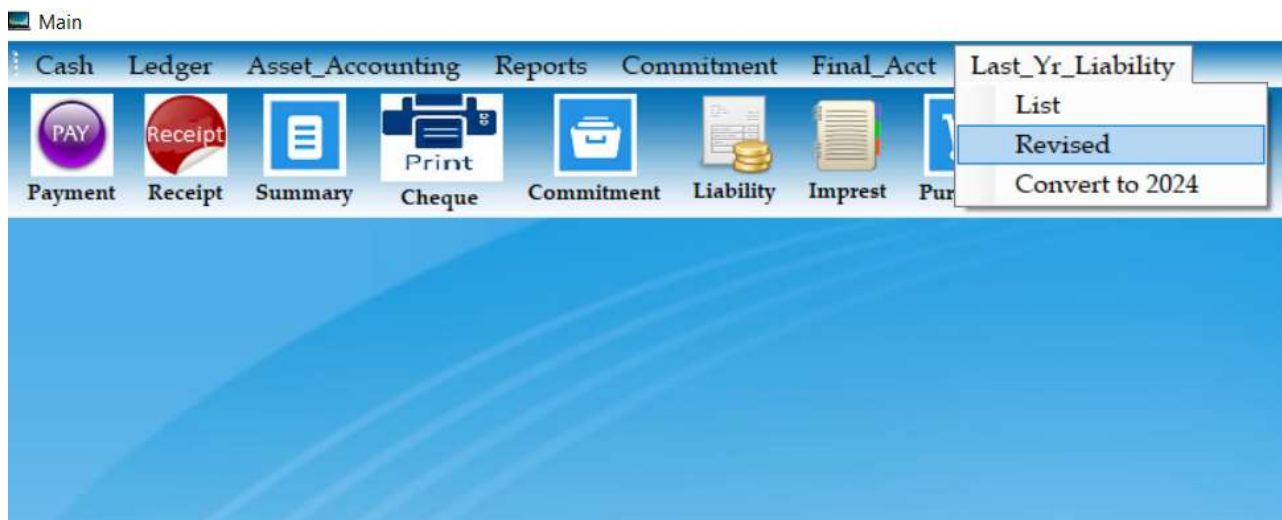 Main
Cash Ledger Asset_Accounting Reports Commitment Final_Acct Last_Yr_Liability
List
Revised
Convert to 2024
PAY Receipt Print
Payment Receipt Summary Cheque Commitment Liability Imprest Pur